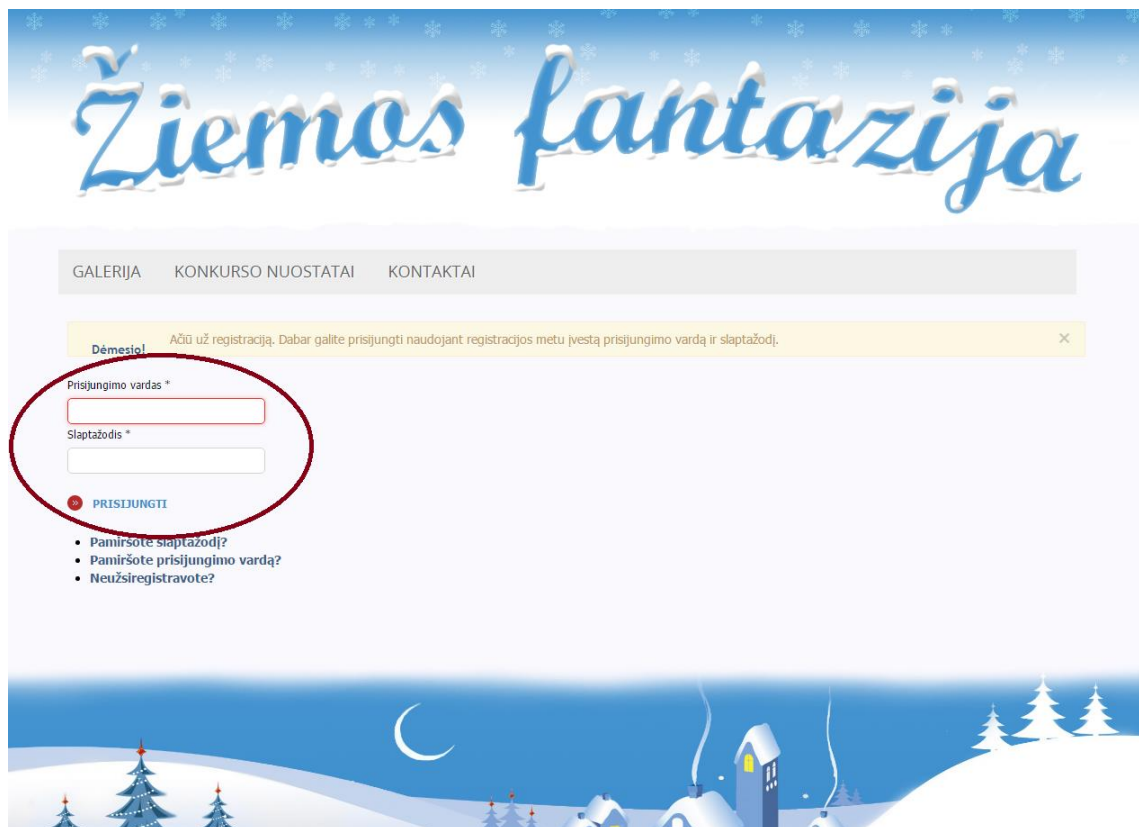 Žiemos fantazija
GALERIJA KONKURSO NUOSTATAI KONTAKTAI
Dėmesio! Ačiū už registraciją. Dabar galite prisijungti naudojant registracijos metu įvestą prisijungimo vardą ir slaptažodį. ×
Prisijungimo vardas *
Slaptažodis *
» PRISIJUNGTI
• Pamiršote slaptažodį?
• Pamiršote prisijungimo vardą?
• Neužsiregistravote?